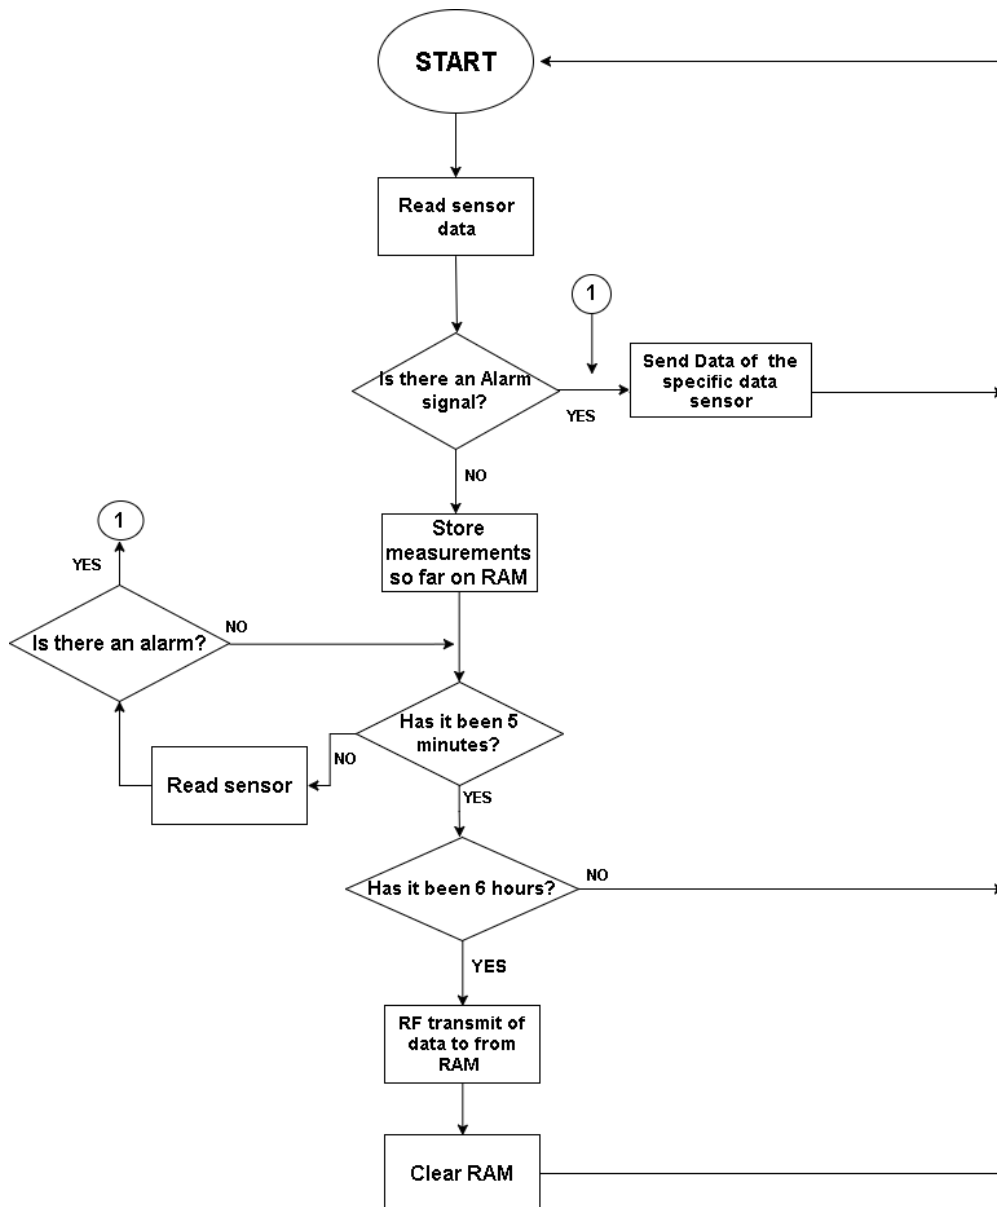 START
Read sensor
data
1
Is there an Alarm
signal?
YES
Send Data of the
specific data
sensor
NO
1
Store
measurements
so far on RAM
YES
Is there an alarm?
NO
Has it been 5
minutes?
NO
Read sensor
YES
Has it been 6 hours?
NO
YES
RF transmit of
data to from
RAM
Clear RAM